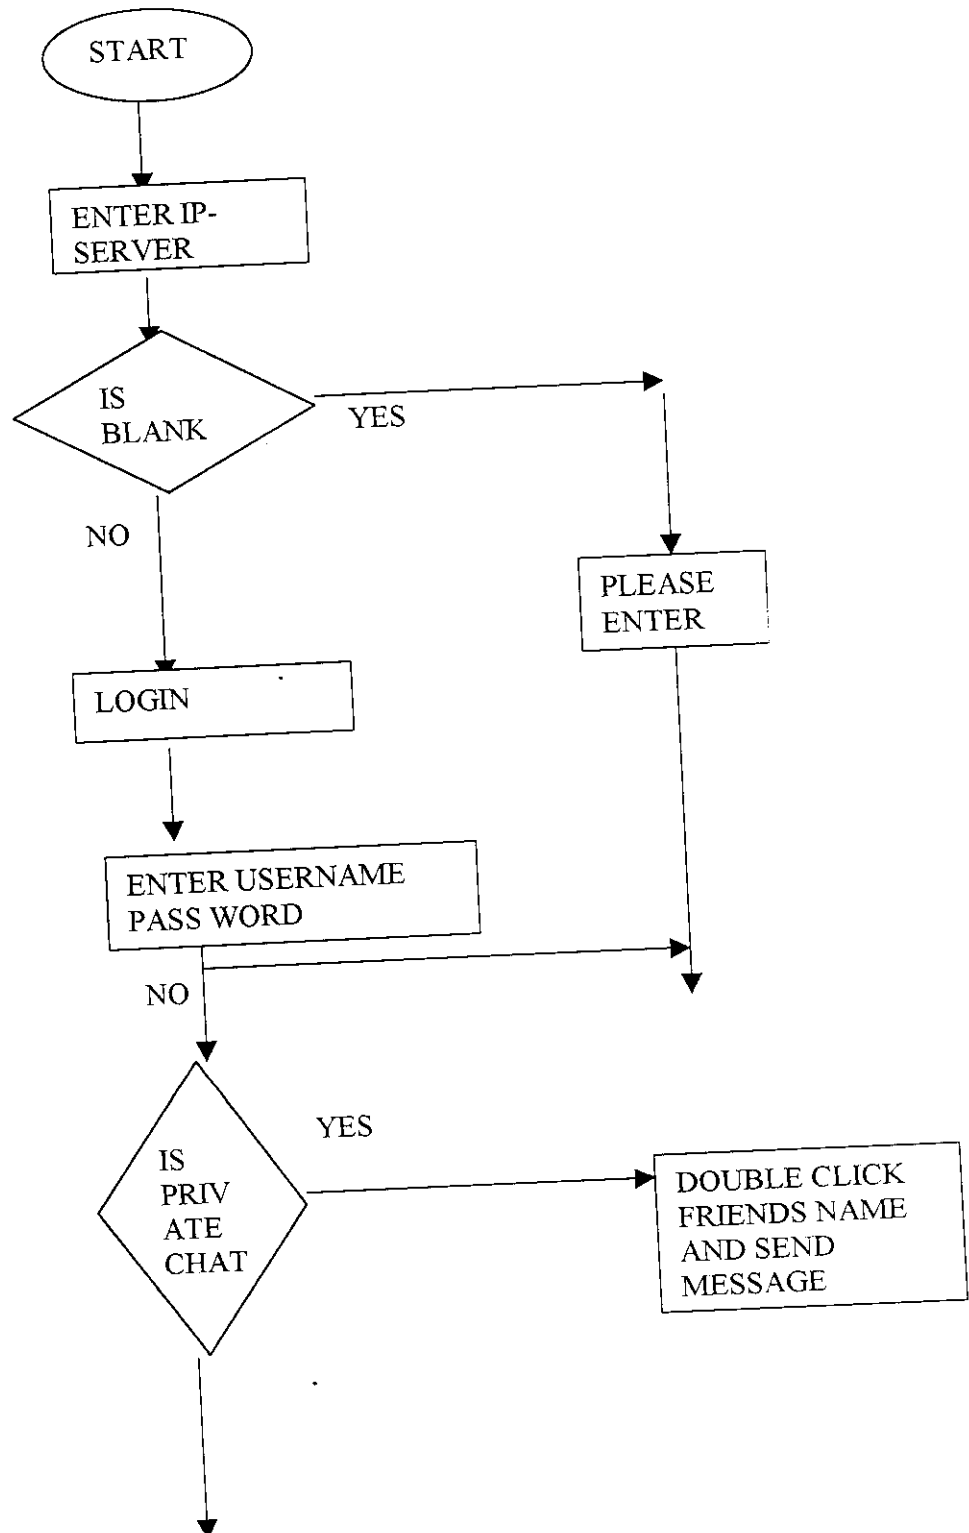 START
ENTER IP-
SERVER
IS
BLANK
YES
NO
PLEASE
ENTER
LOGIN
ENTER USERNAME
PASS WORD
NO
YES
IS
PRIV
ATE
CHAT
DOUBLE CLICK
FRIENDS NAME
AND SEND
MESSAGE